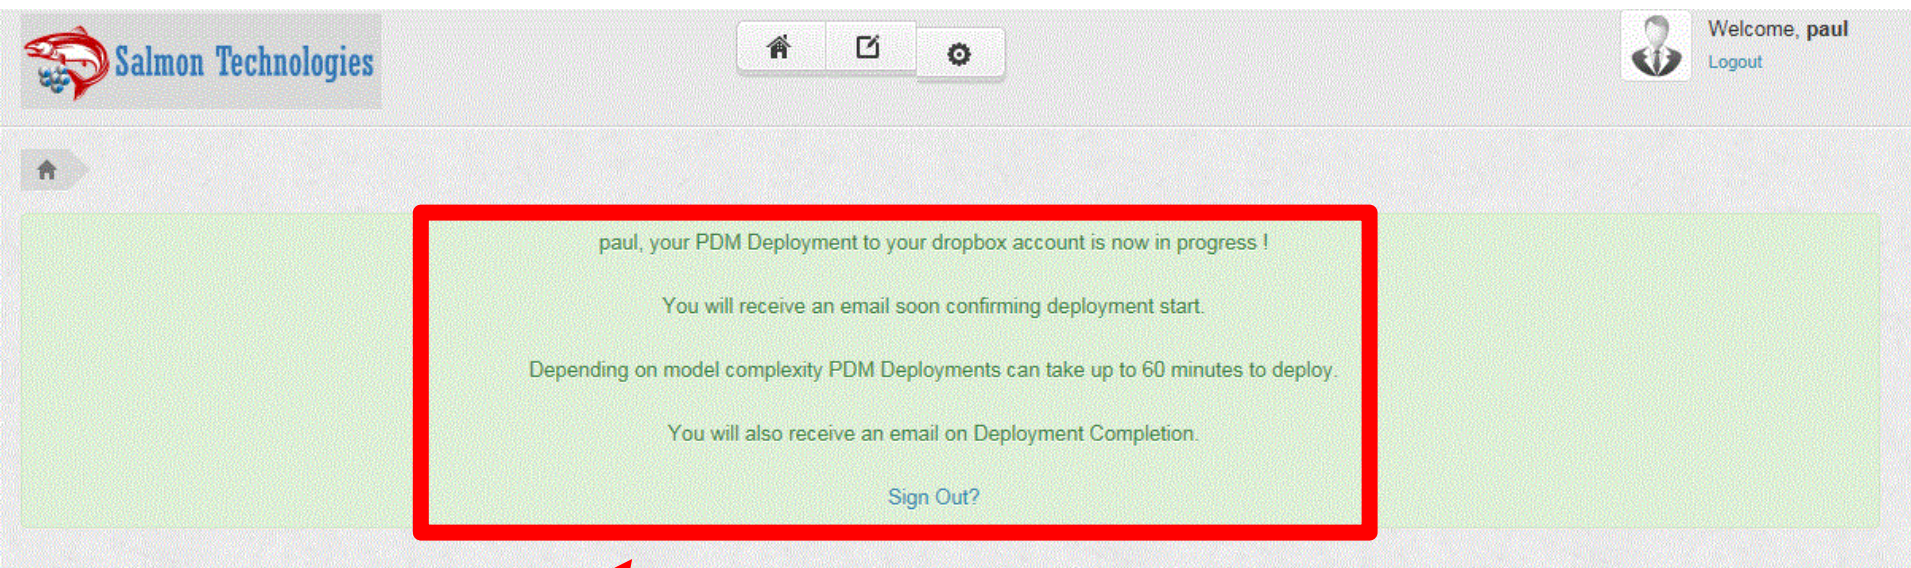 Salmon Technologies
Welcome, paul
Logout
paul, your PDM Deployment to your dropbox account is now in progress !
You will receive an email soon confirming deployment start.
Depending on model complexity PDM Deployments can take up to 60 minutes to deploy.
You will also receive an email on Deployment Completion.
Sign Out?